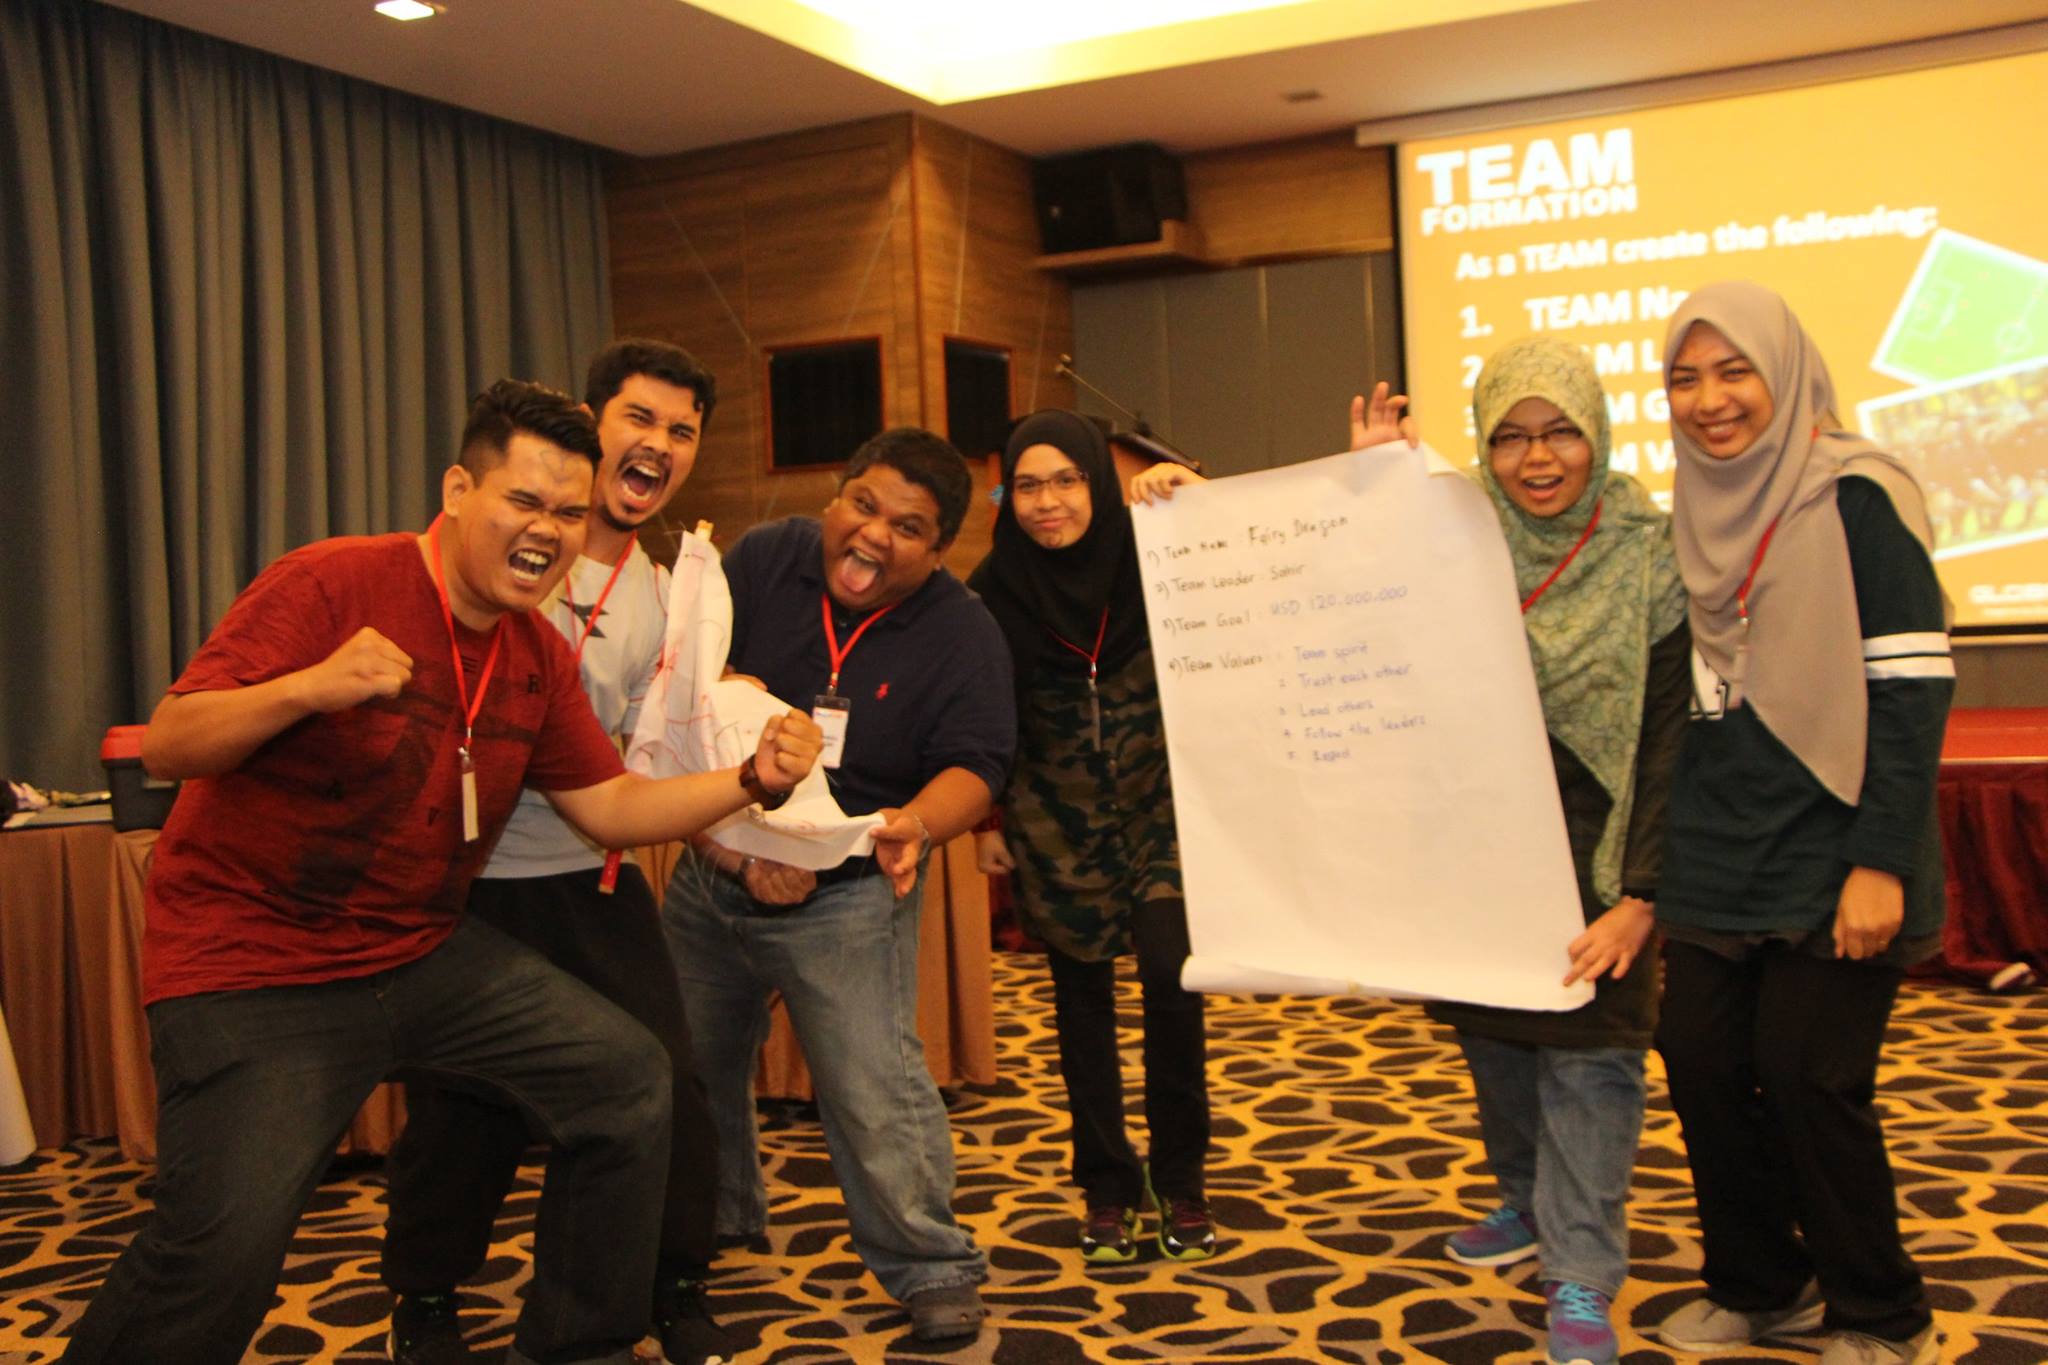 TEAM
FORMATION
As a TEAM create the following:
1. TEAM Na
2
M L
M G
M V
GLOB
1) Team Name : Fairy Dragon
2) Team Leader : Sahir
3) Team Goal : USD 120.000.000
4) Team Values : 1. Team spirit
2. Trust each other
3. Lead others
4. Follow the leaders
5.